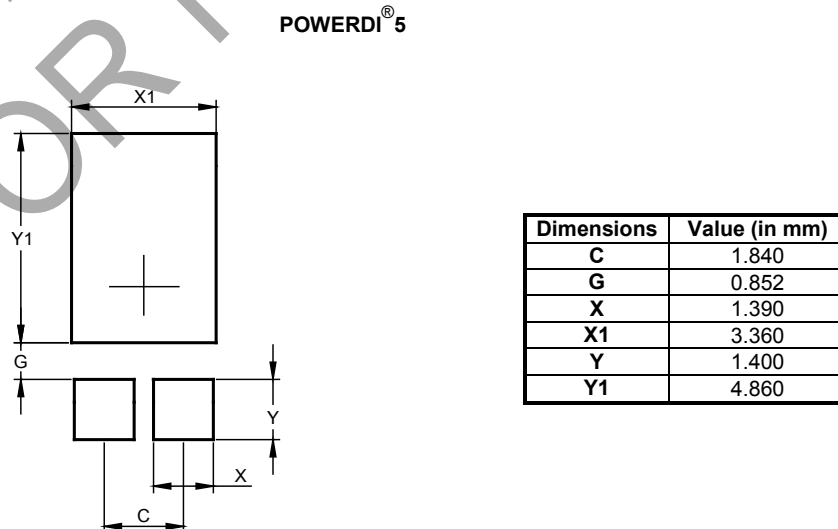 POWERDI®5
X1
Y1
G
Y
X
C
Dimensions Value (in mm)
C 1.840
G 0.852
X 1.390
X1 3.360
Y 1.400
Y1 4.860